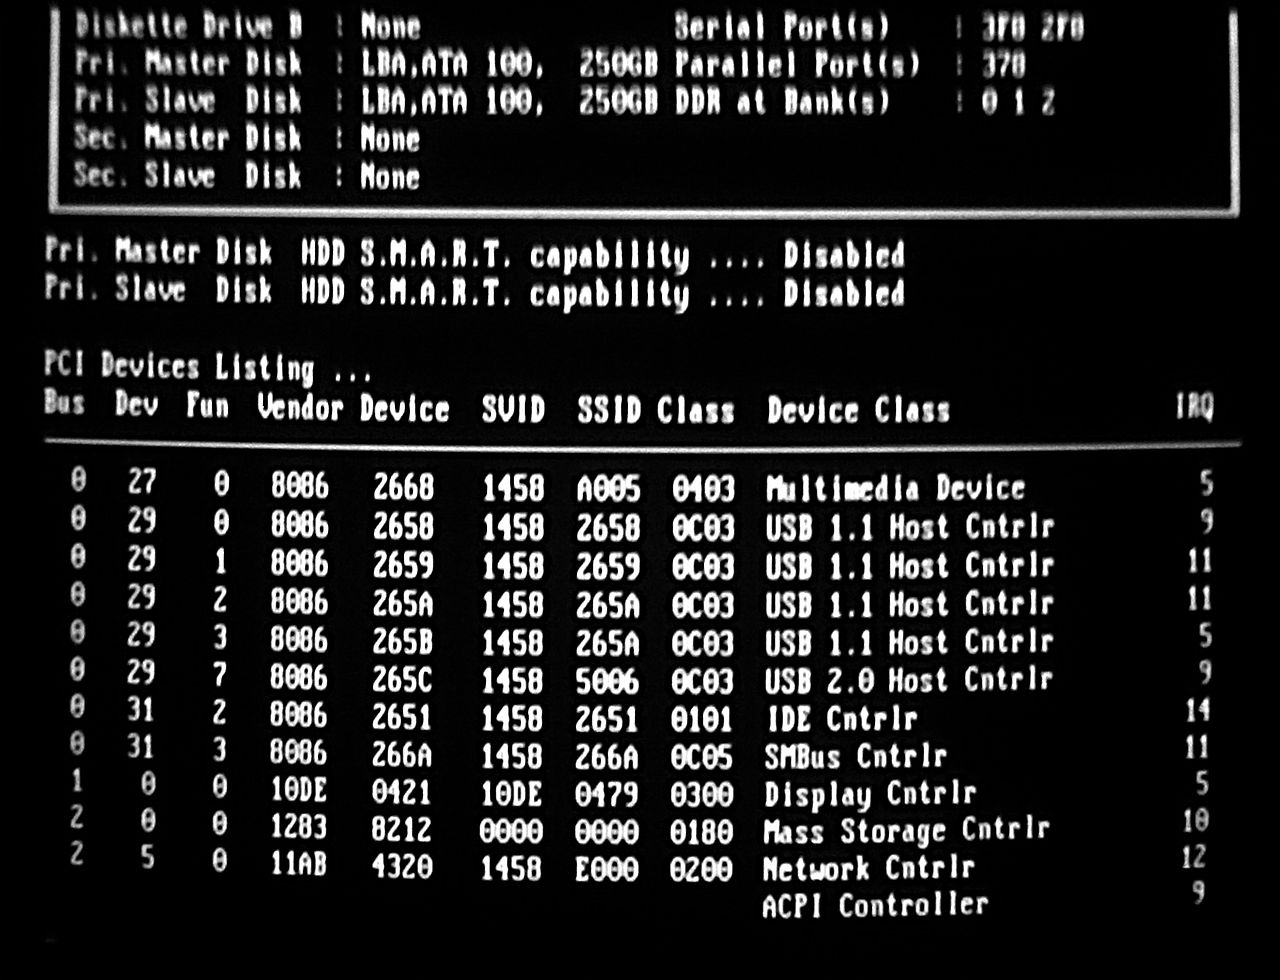 Diskette Drive B : None Serial Port(s) : 3F0 2F0
Pri. Master Disk : LBA,ATA 100, 250GB Parallel Port(s) : 370
Pri. Slave Disk : LBA,ATA 100, 250GB DDR at Bank(s) : 0 1 2
Sec. Master Disk : None
Sec. Slave Disk : None
Pri. Master Disk HDD S.M.A.R.T. capability .... Disabled
Pri. Slave Disk HDD S.M.A.R.T. capability .... Disabled
PCI Devices Listing ...
Bus Dev Fun Vendor Device SVID SSID Class Device Class IRQ
0 27 0 8086 2668 1458 A005 0403 Multimedia Device 5
0 29 0 8086 2658 1458 2658 0C03 USB 1.1 Host Cntrlr 9
0 29 1 8086 2659 1458 2659 0C03 USB 1.1 Host Cntrlr 11
0 29 2 8086 265A 1458 265A 0C03 USB 1.1 Host Cntrlr 11
0 29 3 8086 265B 1458 265A 0C03 USB 1.1 Host Cntrlr 5
0 29 7 8086 265C 1458 5006 0C03 USB 2.0 Host Cntrlr 9
0 31 2 8086 2651 1458 2651 0101 IDE Cntrlr 14
0 31 3 8086 266A 1458 266A 0C05 SMBus Cntrlr 11
1 0 0 10DE 0421 10DE 0479 0300 Display Cntrlr 5
2 0 0 1283 8212 0000 0000 0180 Mass Storage Cntrlr 10
2 5 0 11AB 4320 1458 E000 0200 Network Cntrlr 12
ACPI Controller 9